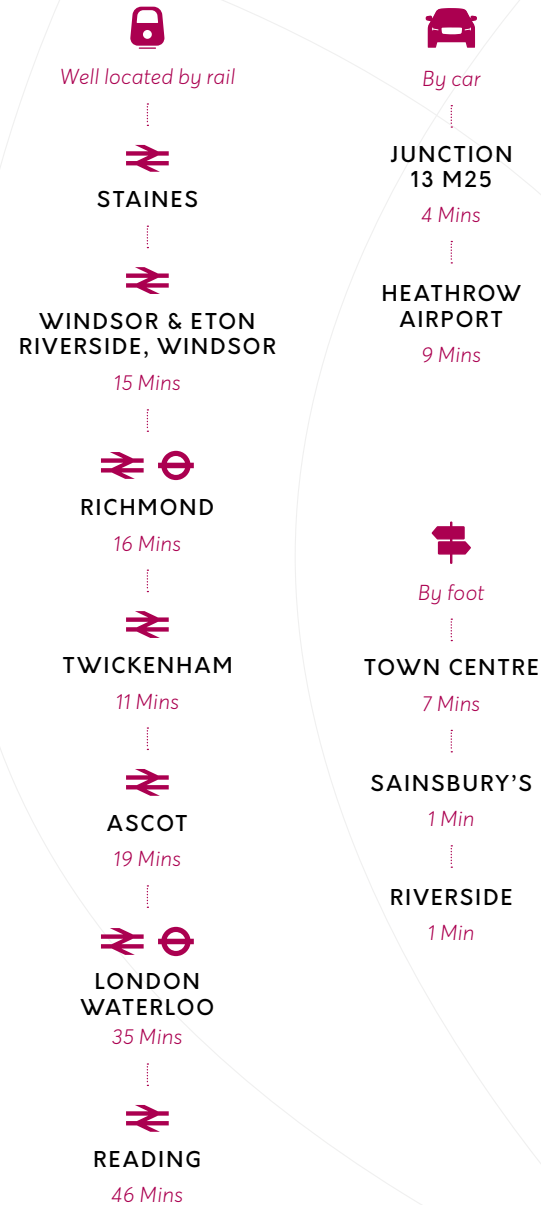 Well located by rail
STAINES
WINDSOR & ETON
RIVERSIDE, WINDSOR
15 Mins
RICHMOND
16 Mins
TWICKENHAM
11 Mins
ASCOT
19 Mins
LONDON
WATERLOO
35 Mins
READING
46 Mins
By car
JUNCTION
13 M25
4 Mins
HEATHROW
AIRPORT
9 Mins
By foot
TOWN CENTRE
7 Mins
SAINSBURY’S
1 Min
RIVERSIDE
1 Min